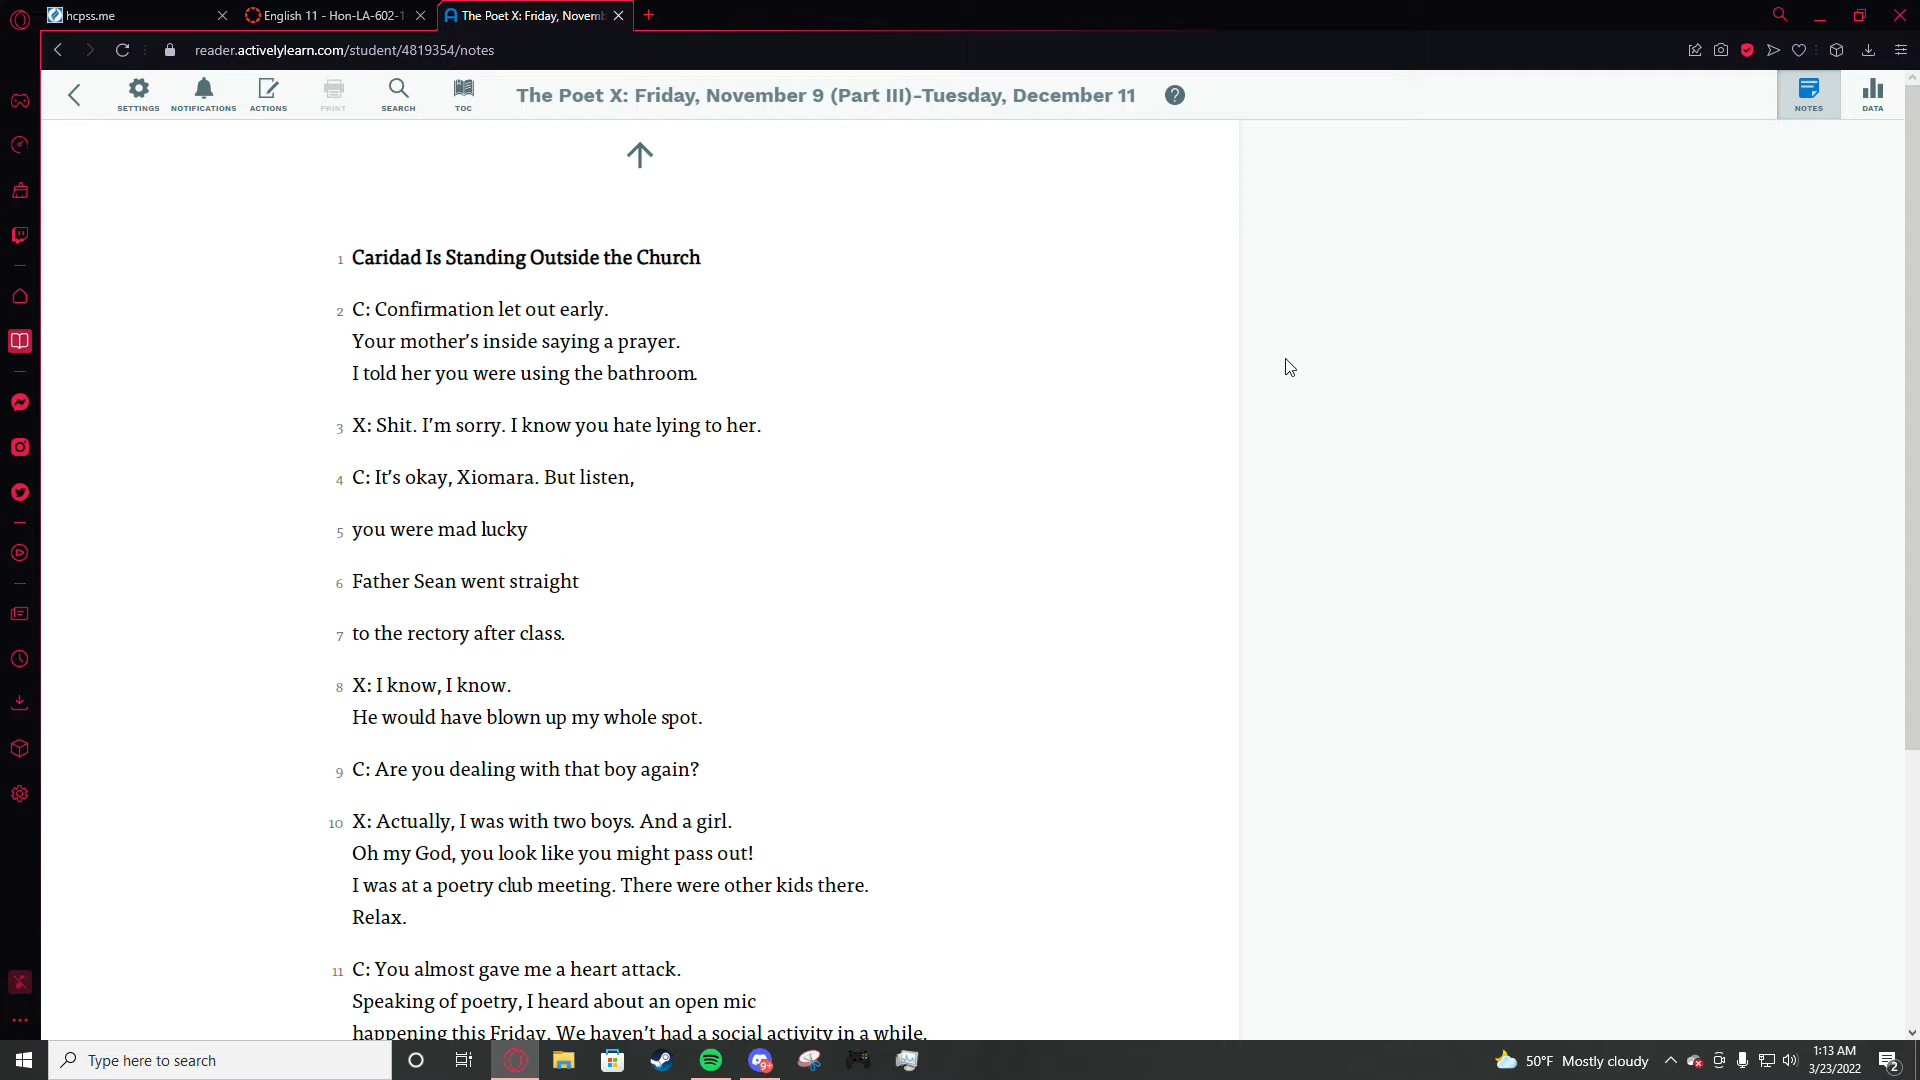 hcpss.me
English 11 - Hon-LA-602-1
The Poet X: Friday, Novem
reader.activelylearn.com/student/4819354/notes
SETTINGS NOTIFICATIONS ACTIONS PRINT SEARCH TOC
The Poet X: Friday, November 9 (Part III)-Tuesday, December 11
?
NOTES DATA
1 Caridad Is Standing Outside the Church
2 C: Confirmation let out early.
Your mother’s inside saying a prayer.
I told her you were using the bathroom.
3 X: Shit. I’m sorry. I know you hate lying to her.
4 C: It’s okay, Xiomara. But listen,
5 you were mad lucky
6 Father Sean went straight
7 to the rectory after class.
8 X: I know, I know.
He would have blown up my whole spot.
9 C: Are you dealing with that boy again?
10 X: Actually, I was with two boys. And a girl.
Oh my God, you look like you might pass out!
I was at a poetry club meeting. There were other kids there.
Relax.
11 C: You almost gave me a heart attack.
Speaking of poetry, I heard about an open mic
happening this Friday. We haven’t had a social activity in a while.
Type here to search
9+
50°F Mostly cloudy
1:13 AM
3/23/2022
2